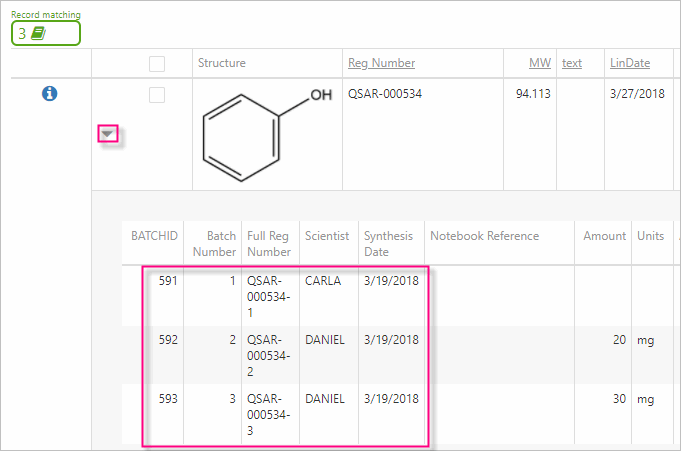 Record matching
3
Structure Reg Number MW text LinDate
OH QSAR-000534 94.113 3/27/2018
BATCHID Batch Number Full Reg Number Scientist Synthesis Date Notebook Reference Amount Units
591 1 QSAR-000534-1 CARLA 3/19/2018
592 2 QSAR-000534-2 DANIEL 3/19/2018 20 mg
593 3 QSAR-000534-3 DANIEL 3/19/2018 30 mg